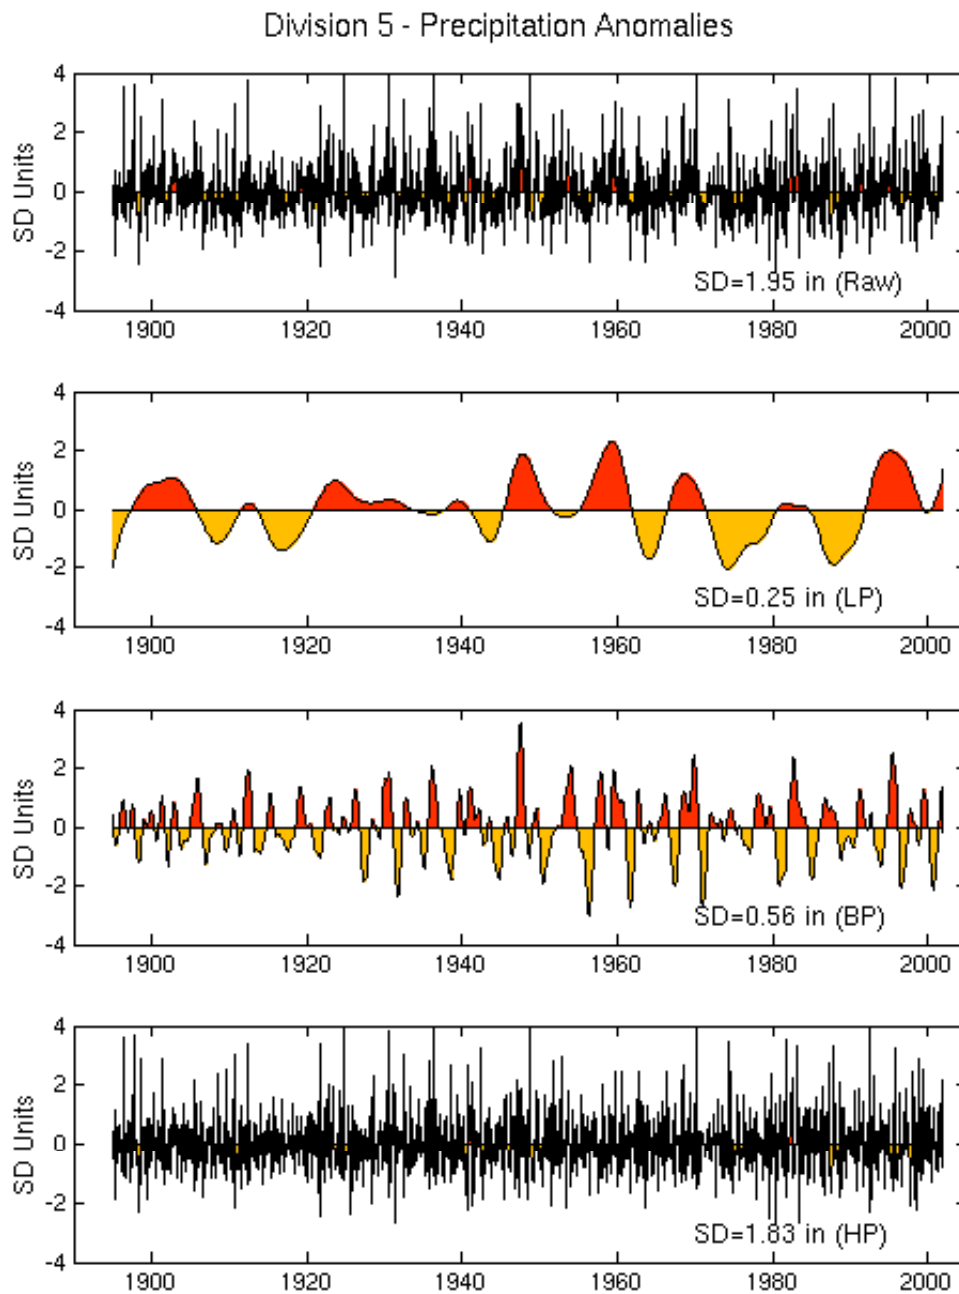 Division 5 - Precipitation Anomalies
4
2
0
-2
-4
SD Units
SD=1.95 in (Raw)
1900 1920 1940 1960 1980 2000
4
2
0
-2
-4
SD Units
SD=0.25 in (LP)
1900 1920 1940 1960 1980 2000
4
2
0
-2
-4
SD Units
SD=0.56 in (BP)
1900 1920 1940 1960 1980 2000
4
2
0
-2
-4
SD Units
SD=1.83 in (HP)
1900 1920 1940 1960 1980 2000